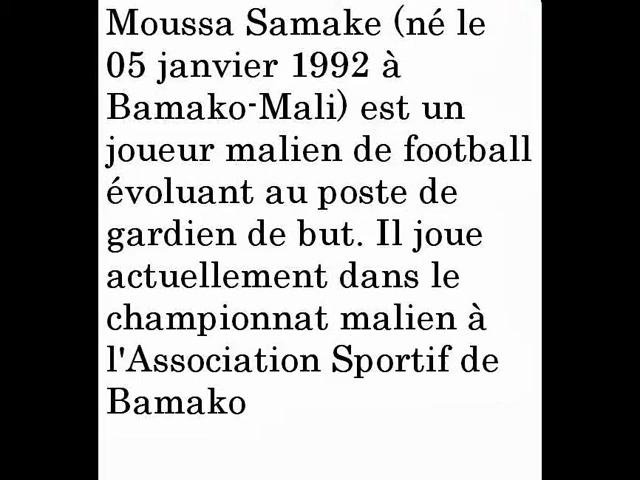 Moussa Samake (né le
05 janvier 1992 à
Bamako-Mali) est un
joueur malien de football
évoluant au poste de
gardien de but. Il joue
actuellement dans le
championnat malien à
l'Association Sportif de
Bamako